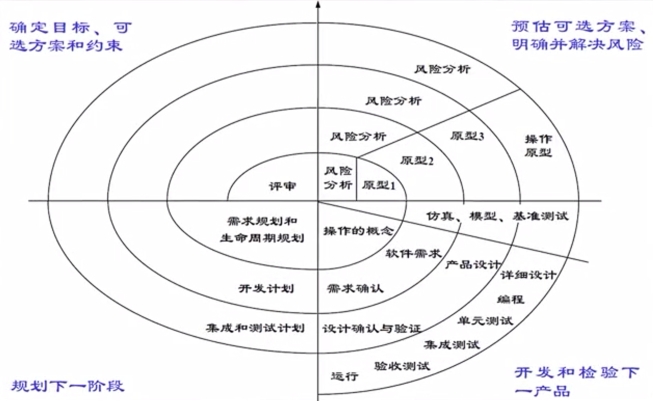 确定目标、可
选方案和约束
预估可选方案、
明确并解决风险
风险分析
风险分析
风险分析
原型3
操作
原型
原型2
风险
分析
原型1
评审
仿真、模型、基准测试
需求规划和
生命周期规划
操作的概念
软件需求
产品设计
详细设计
开发计划
需求确认
编程
单元测试
集成和测试计划
设计确认与验证
集成测试
验收测试
运行
规划下一阶段
开发和检验下
一产品